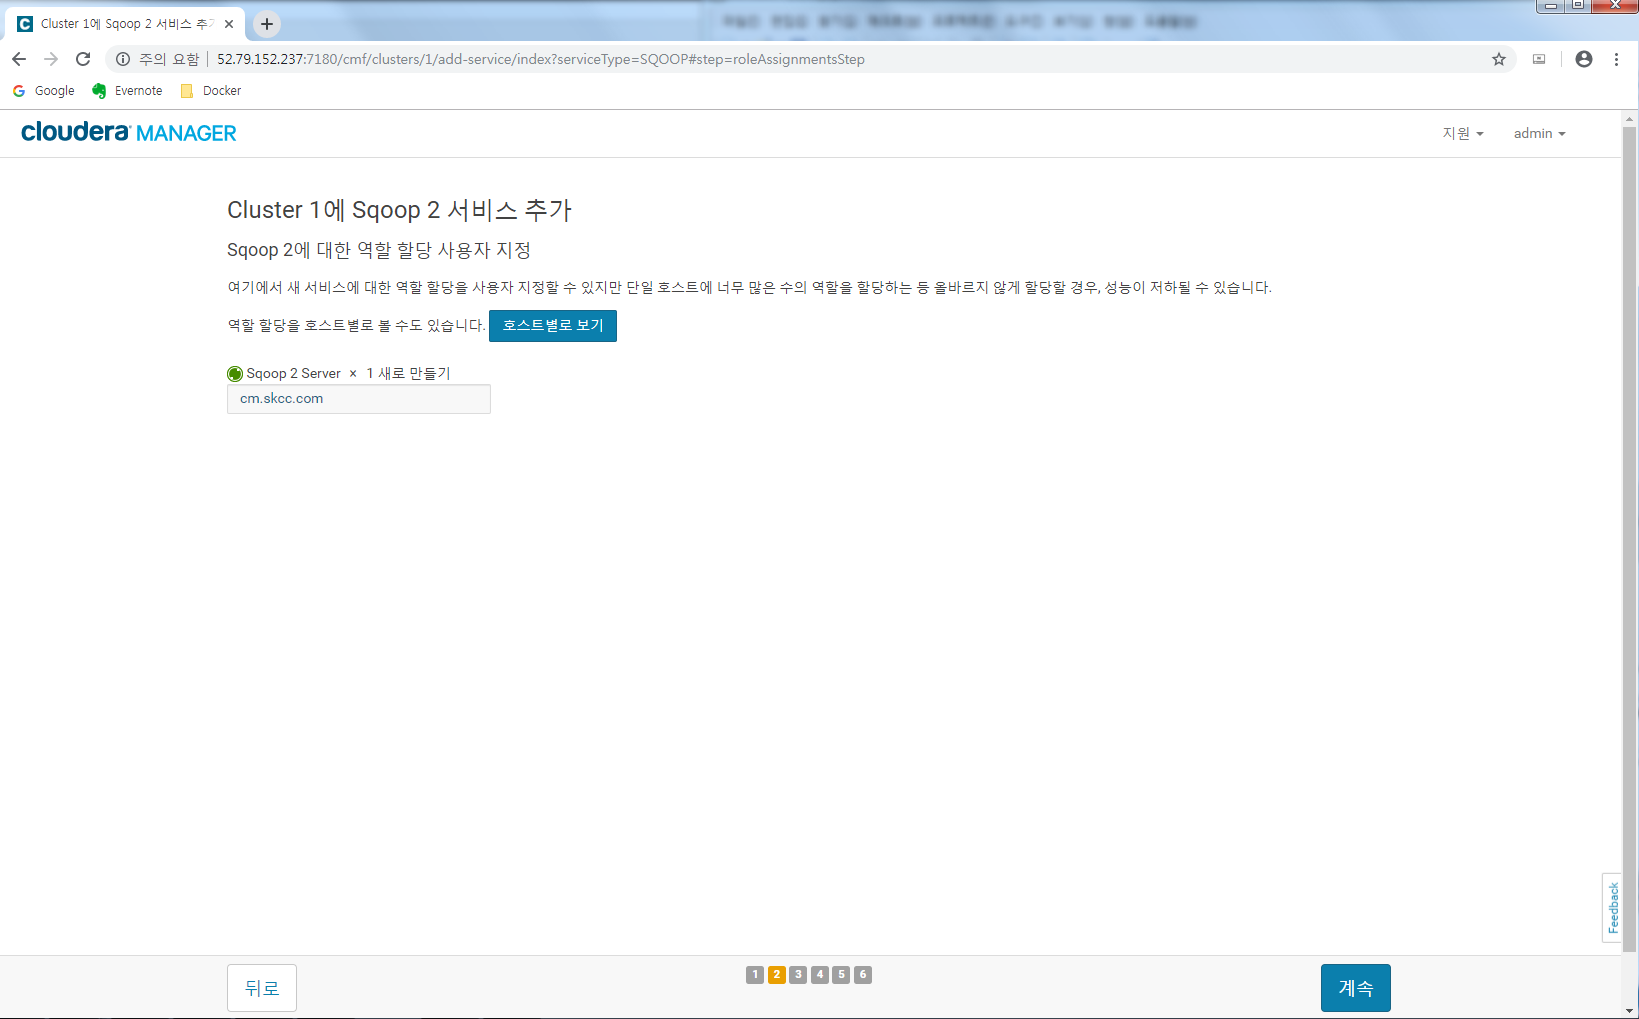 Cluster 1에 Sqoop 2 서비스 추가
주의 요함 52.79.152.237:7180/cmf/clusters/1/add-service/index?serviceType=SQOOP#step=roleAssignmentsStep
Google Evernote Docker
cloudera MANAGER 지원 admin
Cluster 1에 Sqoop 2 서비스 추가
Sqoop 2에 대한 역할 할당 사용자 지정
여기에서 새 서비스에 대한 역할 할당을 사용자 지정할 수 있지만 단일 호스트에 너무 많은 수의 역할을 할당하는 등 올바르지 않게 할당할 경우, 성능이 저하될 수 있습니다.
역할 할당을 호스트별로 볼 수도 있습니다. 호스트별로 보기
Sqoop 2 Server × 1 새로 만들기
cm.skcc.com
Feedback
뒤로 1 2 3 4 5 6 계속